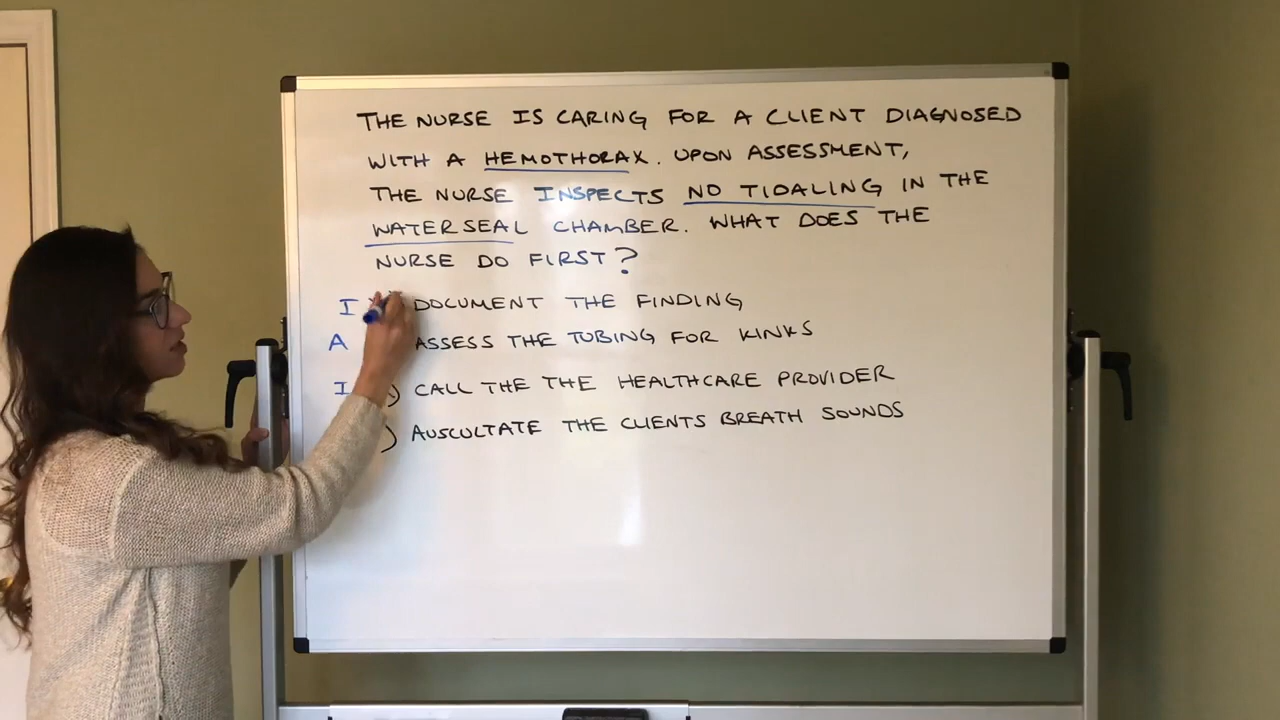 THE NURSE IS CARING FOR A CLIENT DIAGNOSED
WITH A HEMOTHORAX. UPON ASSESSMENT,
THE NURSE INSPECTS NO TIDALING IN THE
WATERSEAL CHAMBER. WHAT DOES THE
NURSE DO FIRST?
I DOCUMENT THE FINDING
A ASSESS THE TUBING FOR KINKS
I ) CALL THE THE HEALTHCARE PROVIDER
) AUSCULTATE THE CLIENTS BREATH SOUNDS